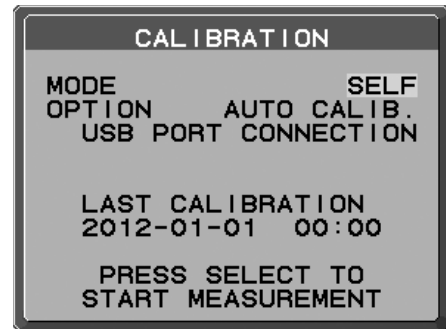 CALIBRATION
MODE SELF
OPTION AUTO CALIB.
USB PORT CONNECTION
LAST CALIBRATION
2012-01-01 00:00
PRESS SELECT TO
START MEASUREMENT